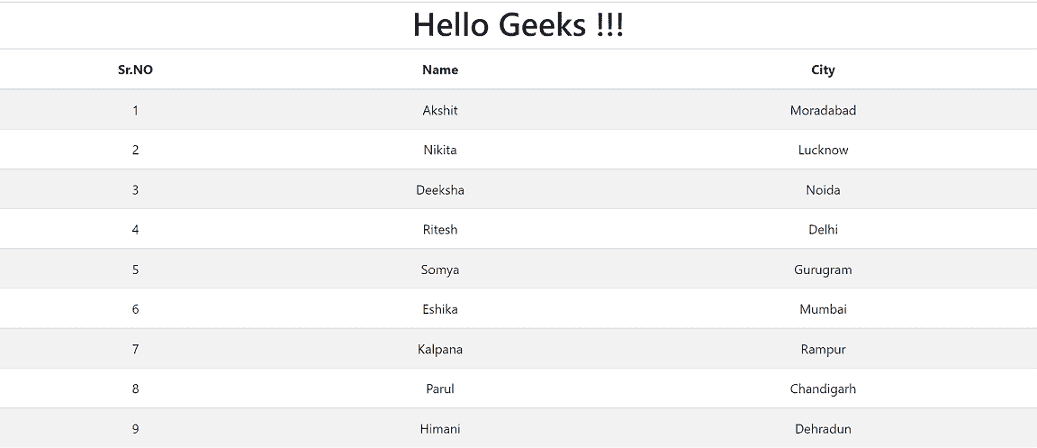 Hello Geeks !!!
Sr.NO Name City
1 Akshit Moradabad
2 Nikita Lucknow
3 Deeksha Noida
4 Ritesh Delhi
5 Somya Gurugram
6 Eshika Mumbai
7 Kalpana Rampur
8 Parul Chandigarh
9 Himani Dehradun